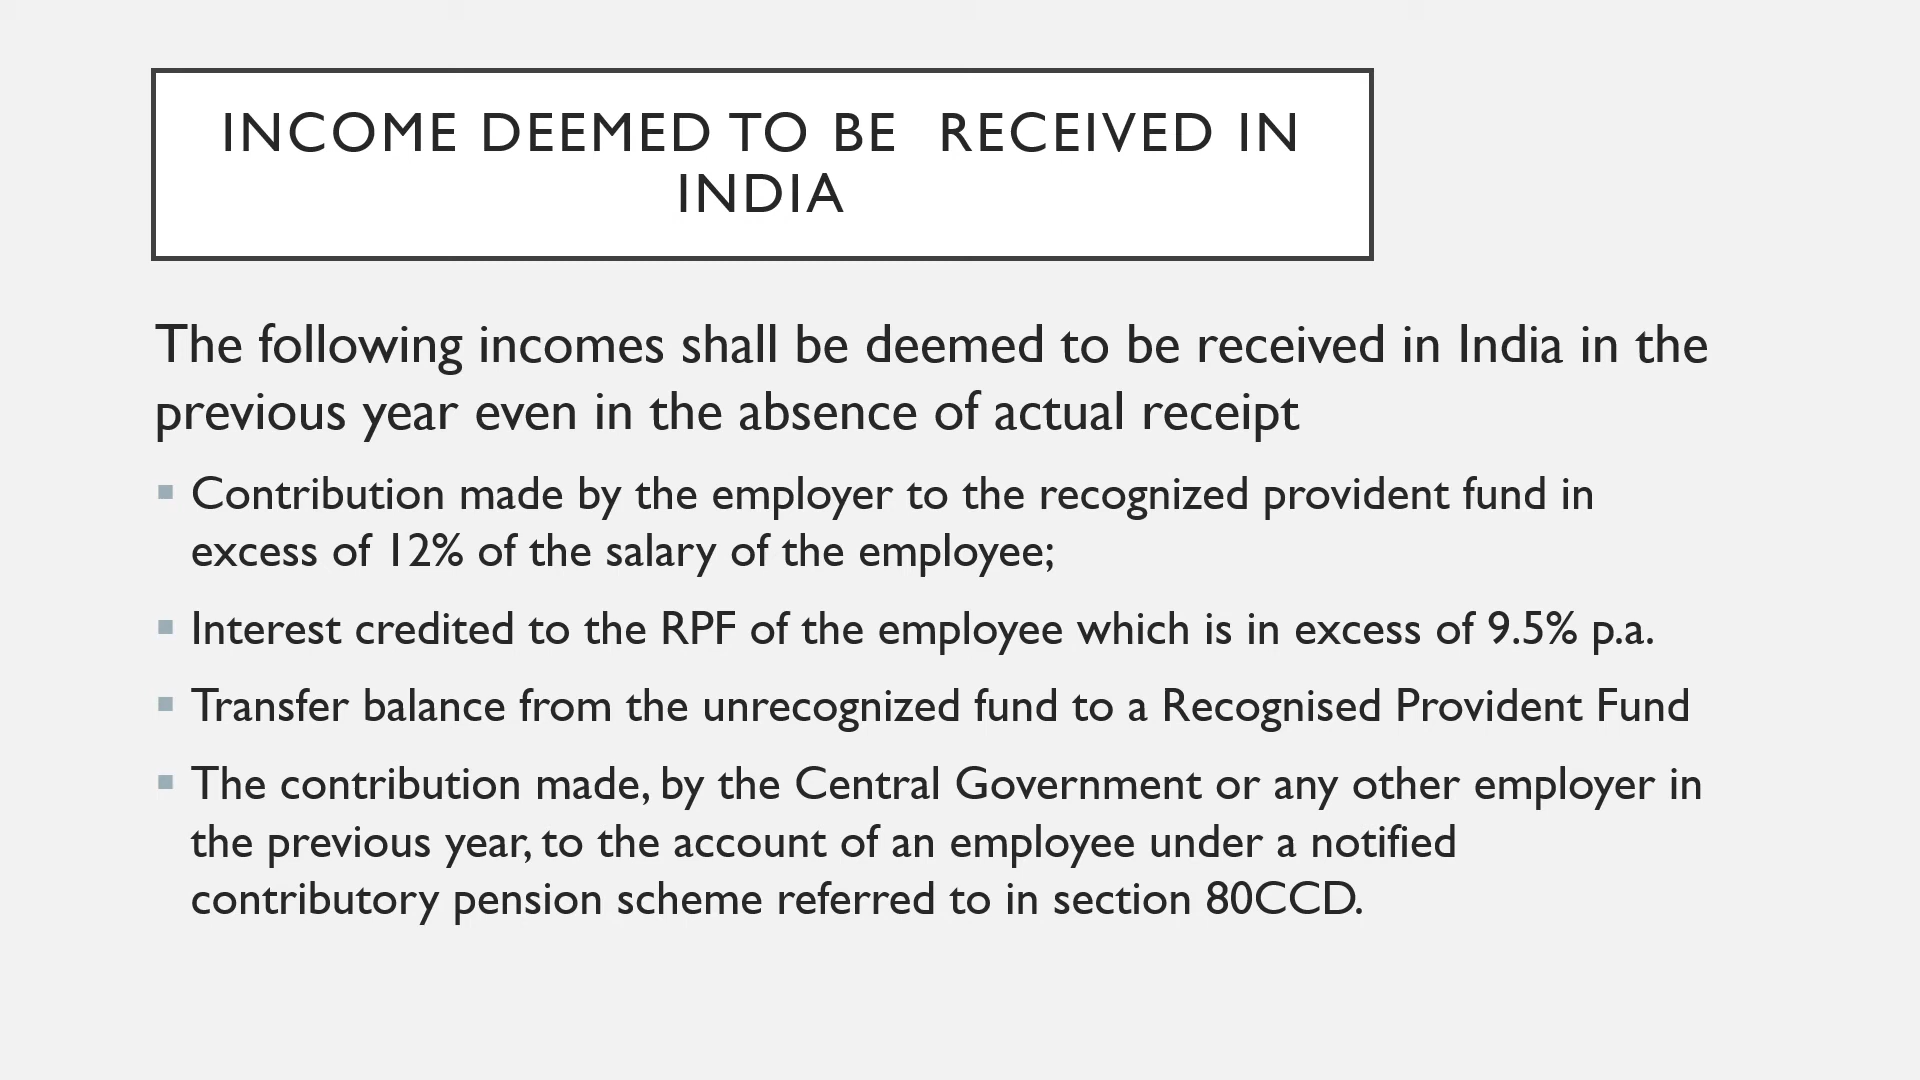 INCOME DEEMED TO BE RECEIVED IN
INDIA
The following incomes shall be deemed to be received in India in the
previous year even in the absence of actual receipt
▪ Contribution made by the employer to the recognized provident fund in
excess of 12% of the salary of the employee;
▪ Interest credited to the RPF of the employee which is in excess of 9.5% p.a.
▪ Transfer balance from the unrecognized fund to a Recognised Provident Fund
▪ The contribution made, by the Central Government or any other employer in
the previous year, to the account of an employee under a notified
contributory pension scheme referred to in section 80CCD.